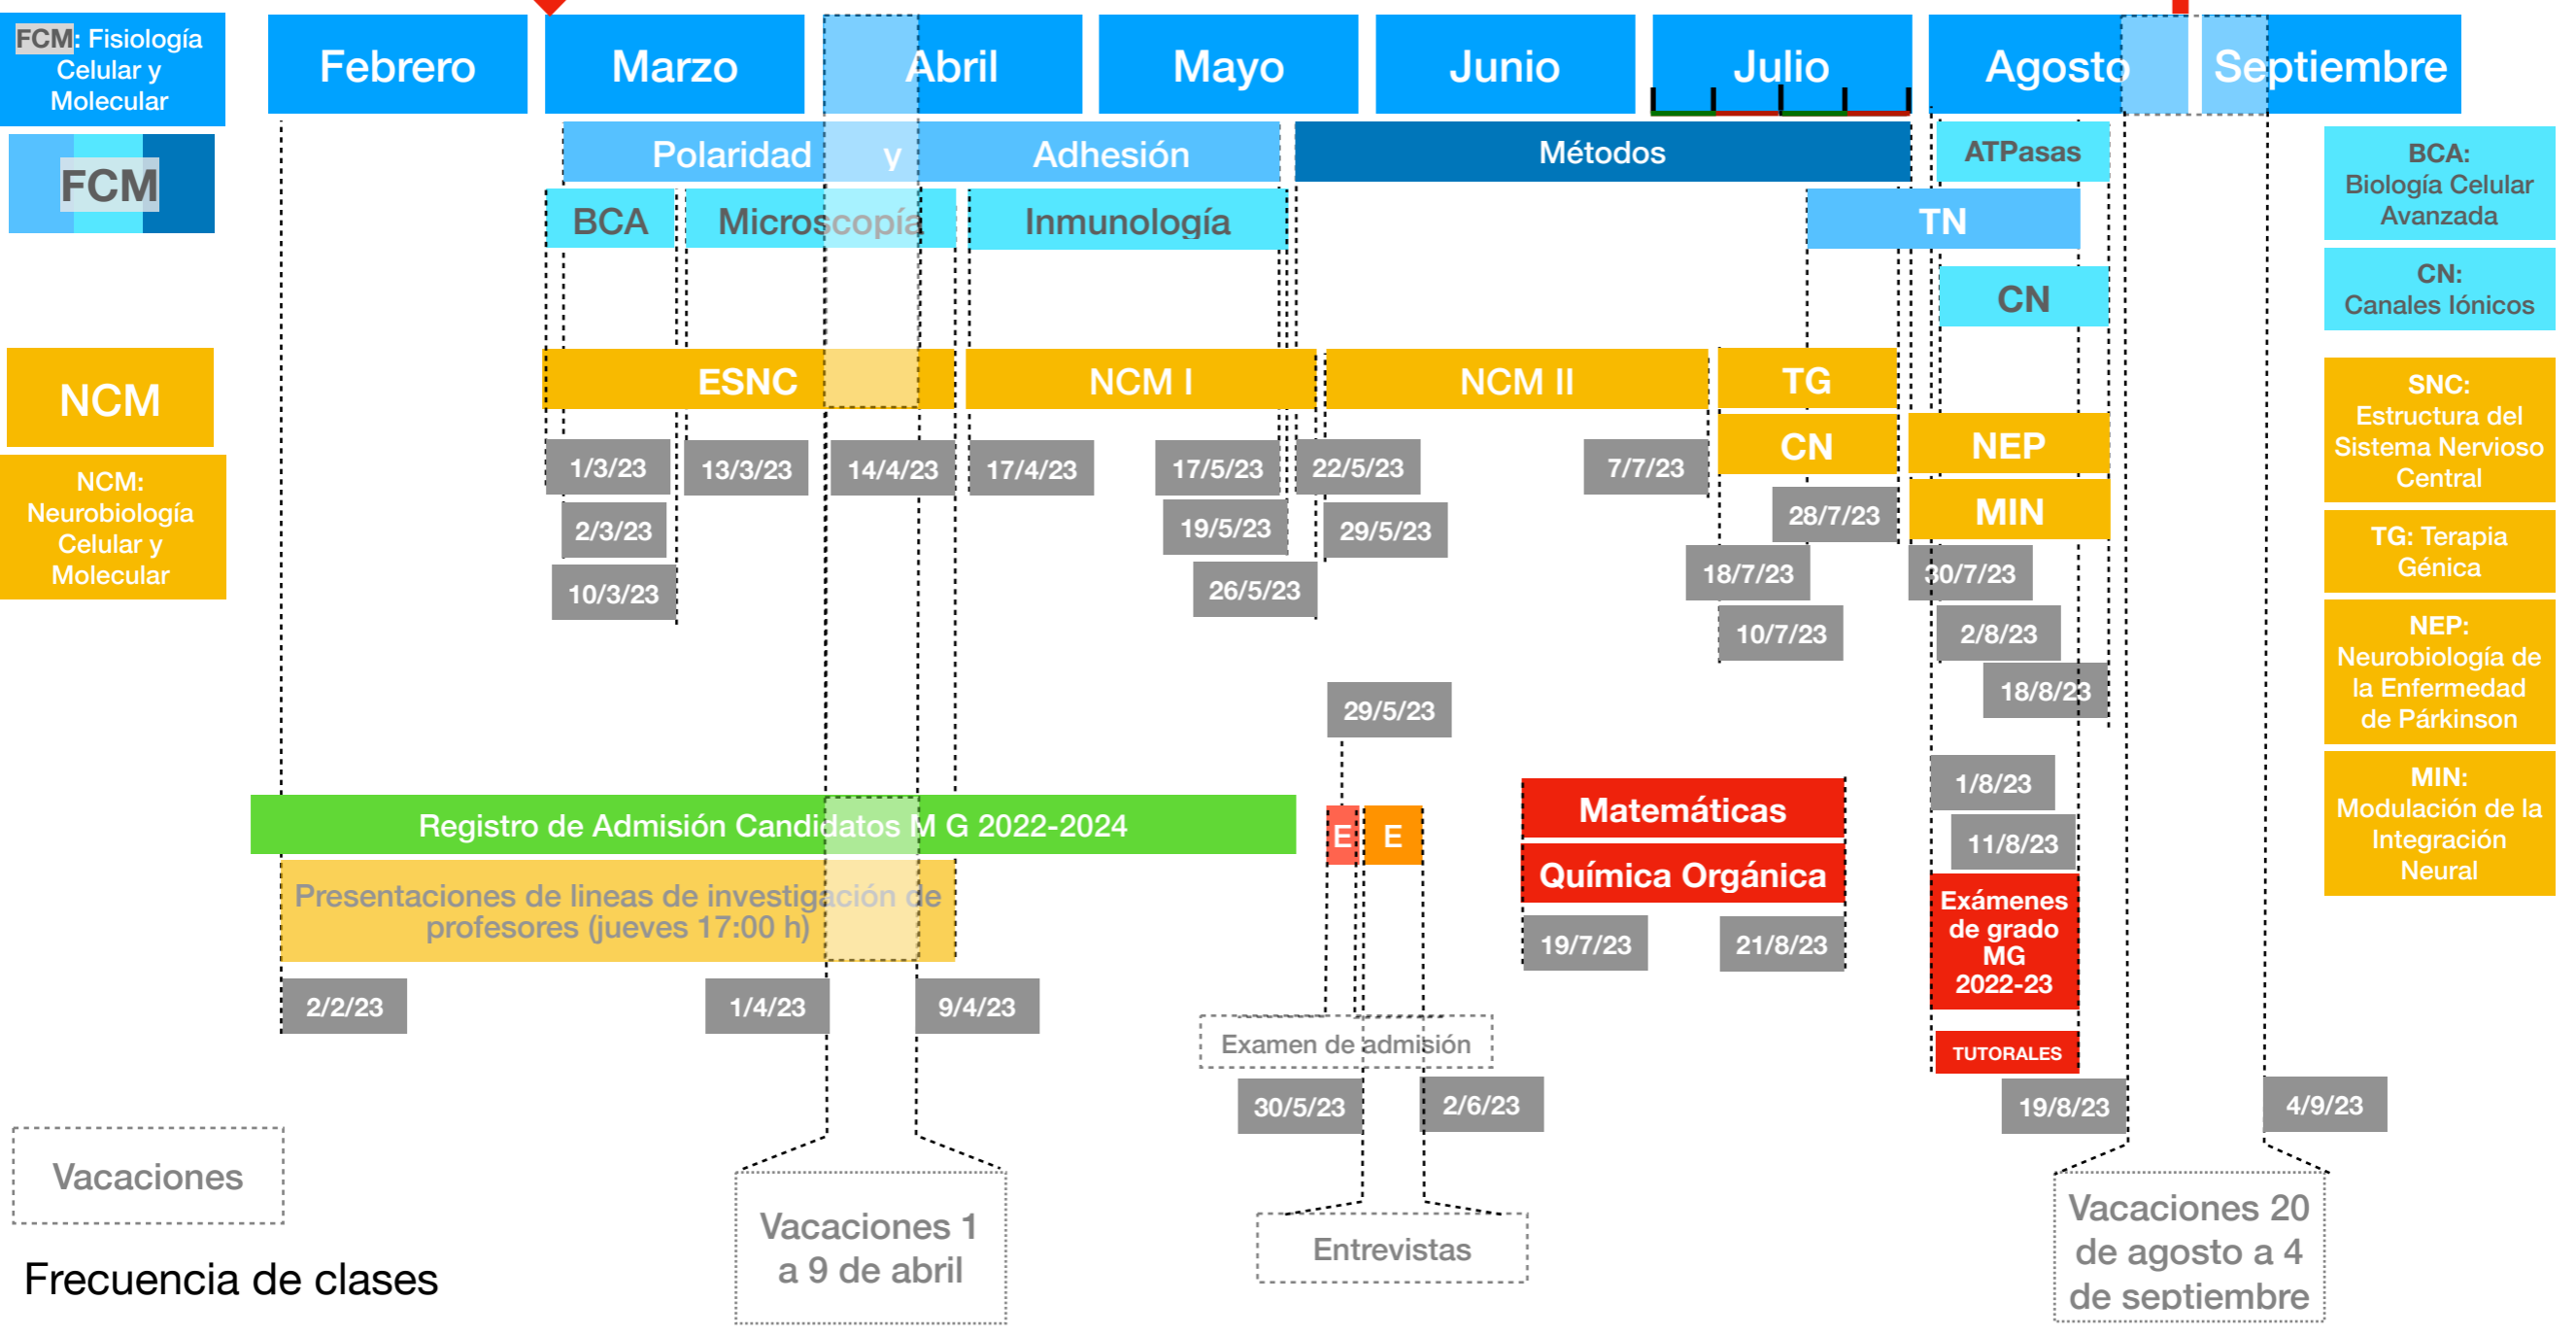 FCM: Fisiología
Celular y
Molecular
Febrero
Marzo
Abril
Mayo
Junio
Julio
Agosto
Septiembre
FCM
Polaridad y Adhesión
Métodos
ATPasas
BCA
Microscopía
Inmunología
TN
CN
BCA:
Biología Celular
Avanzada
CN:
Canales Iónicos
NCM
ESNC
NCM I
NCM II
TG
CN
NEP
MIN
NCM:
Neurobiología
Celular y
Molecular
1/3/23
13/3/23
14/4/23
17/4/23
17/5/23
22/5/23
7/7/23
2/3/23
19/5/23
29/5/23
28/7/23
10/3/23
26/5/23
18/7/23
30/7/23
10/7/23
2/8/23
18/8/23
SNC:
Estructura del
Sistema Nervioso
Central
TG: Terapia
Génica
NEP:
Neurobiología de
la Enfermedad
de Párkinson
MIN:
Modulación de la
Integración
Neural
29/5/23
1/8/23
11/8/23
Registro de Admisión Candidatos M G 2022-2024
E
E
Matemáticas
Química Orgánica
19/7/23
21/8/23
Presentaciones de lineas de investigación de
profesores (jueves 17:00 h)
Exámenes
de grado
MG
2022-23
TUTORALES
2/2/23
1/4/23
9/4/23
Examen de admisión
30/5/23
2/6/23
19/8/23
4/9/23
Vacaciones
Vacaciones 1
a 9 de abril
Entrevistas
Vacaciones 20
de agosto a 4
de septiembre
Frecuencia de clases